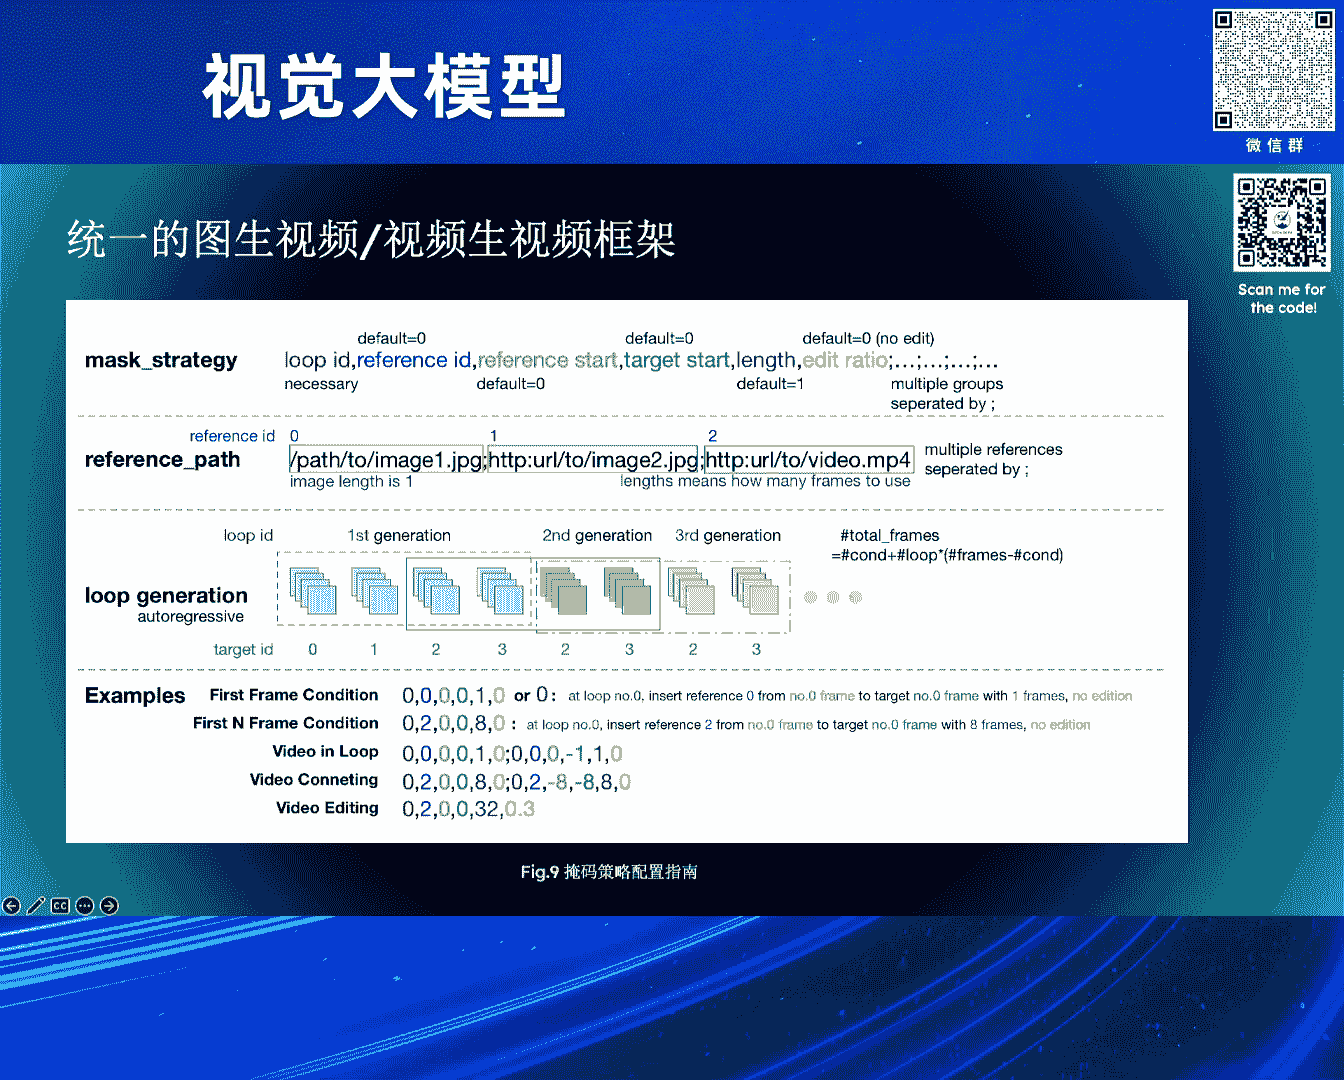 视觉大模型
微信群
统一的图生视频/视频生视频框架
Scan me for
the code!
default=0 default=0 default=0 (no edit)
mask_strategy loop id,reference id,reference start,target start,length,edit ratio;...;...;...;...
necessary default=0 default=1 multiple groups
seperated by ;
reference id 0 1 2
reference_path /path/to/image1.jpg;http:url/to/image2.jpg;http:url/to/video.mp4 multiple references
seperated by ;
image length is 1 lengths means how many frames to use
loop id 1st generation 2nd generation 3rd generation #total_frames
=#cond+#loop*(#frames-#cond)
loop generation
autoregressive
target id 0 1 2 3 2 3 2 3
Examples First Frame Condition 0,0,0,0,1,0 or 0: at loop no.0, insert reference 0 from no.0 frame to target no.0 frame with 1 frames, no edition
First N Frame Condition 0,2,0,0,8,0 : at loop no.0, insert reference 2 from no.0 frame to target no.0 frame with 8 frames, no edition
Video in Loop 0,0,0,0,1,0;0,0,0,-1,1,0
Video Conneting 0,2,0,0,8,0;0,2,-8,-8,8,0
Video Editing 0,2,0,0,32,0.3
Fig.9 掩码策略配置指南
CC